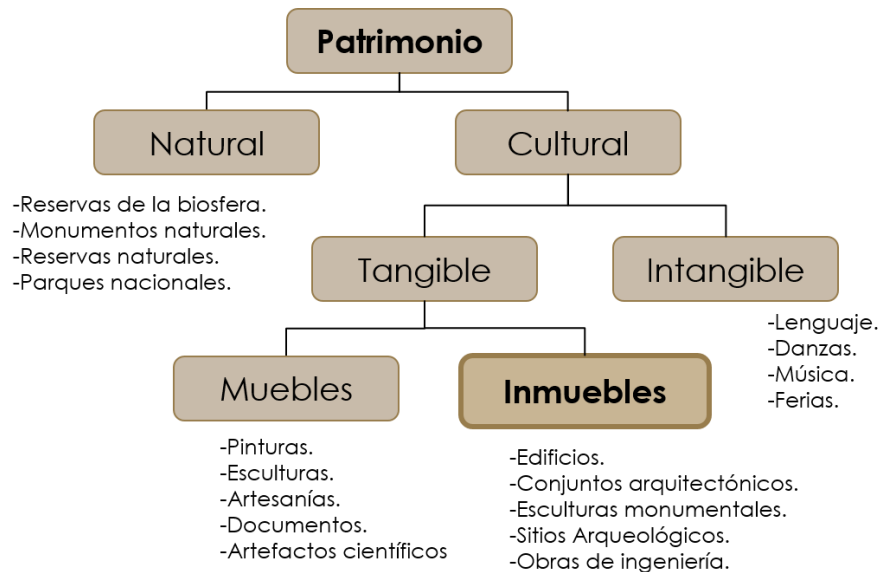 Patrimonio
Natural
Cultural
-Reservas de la biosfera.
-Monumentos naturales.
-Reservas naturales.
-Parques nacionales.
Tangible
Intangible
-Lenguaje.
-Danzas.
-Música.
-Ferias.
Muebles
Inmuebles
-Pinturas.
-Esculturas.
-Artesanías.
-Documentos.
-Artefactos científicos
-Edificios.
-Conjuntos arquitectónicos.
-Esculturas monumentales.
-Sitios Arqueológicos.
-Obras de ingeniería.